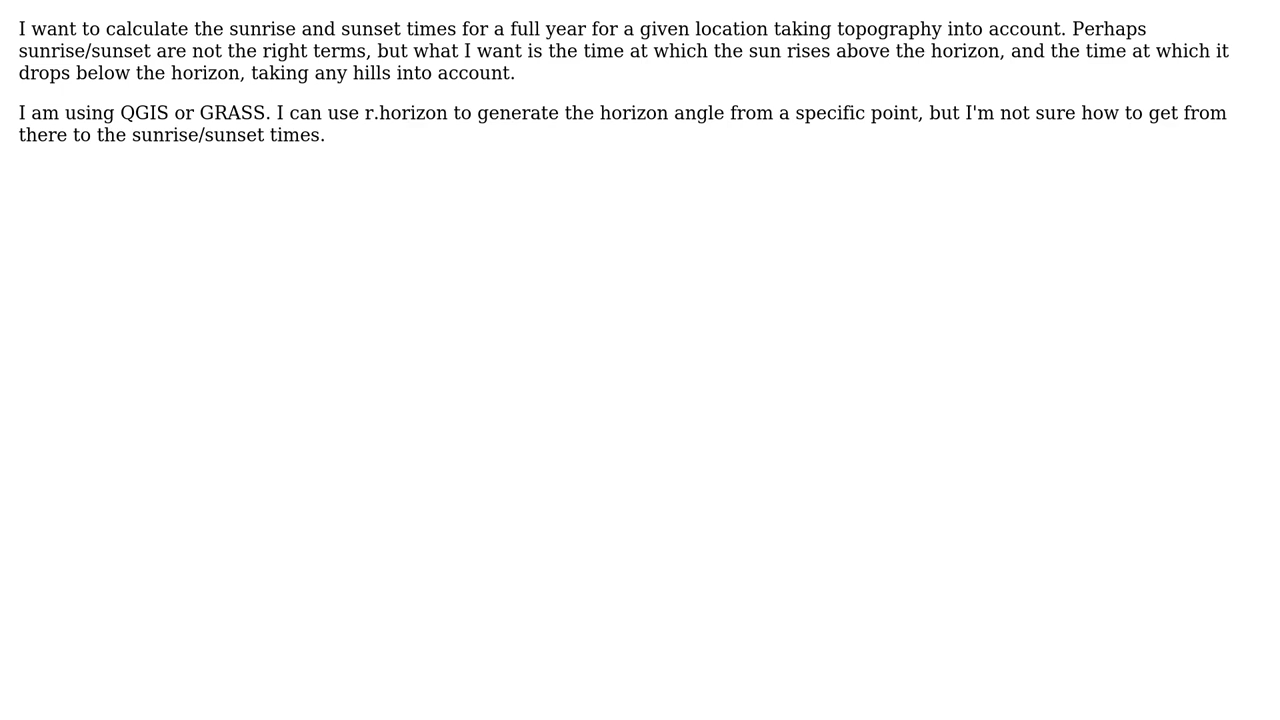 I want to calculate the sunrise and sunset times for a full year for a given location taking topography into account. Perhaps
sunrise/sunset are not the right terms, but what I want is the time at which the sun rises above the horizon, and the time at which it
drops below the horizon, taking any hills into account.
I am using QGIS or GRASS. I can use r.horizon to generate the horizon angle from a specific point, but I'm not sure how to get from
there to the sunrise/sunset times.